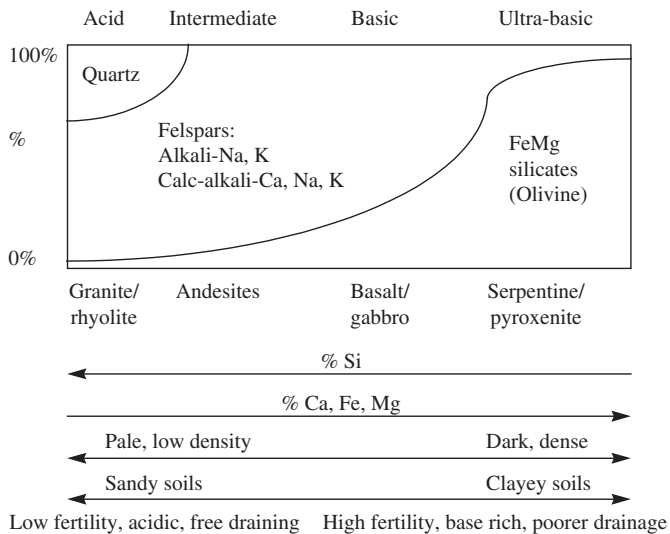 Acid Intermediate Basic Ultra-basic
100%
Quartz
%
Felspars:
Alkali-Na, K
Calc-alkali-Ca, Na, K
FeMg
silicates
(Olivine)
0%
Granite/
rhyolite
Andesites
Basalt/
gabbro
Serpentine/
pyroxenite
% Si
% Ca, Fe, Mg
Pale, low density Dark, dense
Sandy soils Clayey soils
Low fertility, acidic, free draining High fertility, base rich, poorer drainage